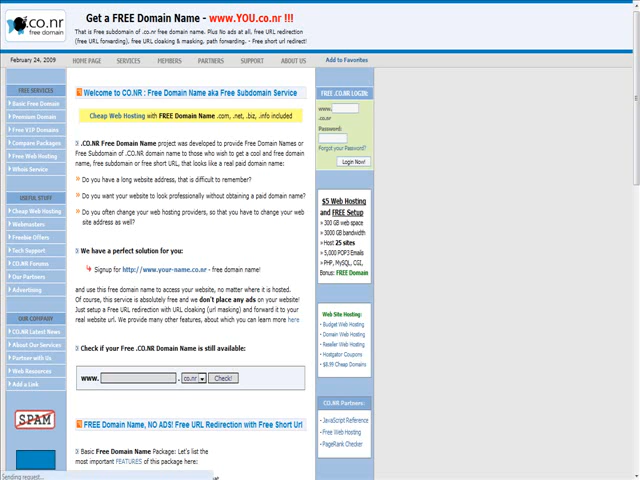 .co.nr
free domain
Get a FREE Domain Name - www.YOU.co.nr !!!
That is Free subdomain of .co.nr free domain name. Plus No ads at all, free URL redirection
(free URL forwarding), free URL cloaking & masking, path forwarding. - Free short url redirect!
February 24, 2009
HOME PAGE
SERVICES
MEMBERS
PARTNERS
SUPPORT
ABOUT US
Add to Favorites
FREE SERVICES
Basic Free Domain
Premium Domain
Free VIP Domains
Compare Packages
Free Web Hosting
Whois Service
USEFUL STUFF
Cheap Web Hosting
Webmasters
Freebie Offers
Tech Support
CO.NR Forums
Our Partners
Advertising
OUR COMPANY
CO.NR Latest News
About Our Services
Partner with Us
Web Resources
Add a Link
SPAM
Sending request...
Welcome to CO.NR : Free Domain Name aka Free Subdomain Service
Cheap Web Hosting with FREE Domain Name .com, .net, .biz, .info included
.CO.NR Free Domain Name project was developed to provide Free Domain Names or
Free Subdomain of .CO.NR domain name to those who wish to get a cool and free domain
name, free subdomain or free short URL, that looks like a real paid domain name:
Do you have a long website address, that is difficult to remember?
Do you want your website to look professionally without obtaining a paid domain name?
Do you often change your web hosting providers, so that you have to change your web
site address as well?
We have a perfect solution for you:
Signup for http://www.your-name.co.nr - free domain name!
and use this free domain name to access your website, no matter where it is hosted.
Of course, this service is absolutely free and we don't place any ads on your website!
Just setup a Free URL redirection with URL cloaking (url masking) and forward it to your
real website url. We provide many other features, about which you can learn more here
Check if your Free .CO.NR Domain Name is still available:
www. . co.nr Check!
FREE Domain Name, NO ADS! Free URL Redirection with Free Short Url
Basic Free Domain Name Package: Let's list the
most important FEATURES of this package here:
FREE .CO.NR LOGIN:
www.
.co.nr
Password:
Forgot your Password?
Login Now!
$5 Web Hosting
and FREE Setup
» 300 GB web space
» 3000 GB bandwidth
» Host 25 sites
» 5,000 POP3 Emails
» PHP, MySQL, CGI,
Bonus: FREE Domain
Web Site Hosting:
Budget Web Hosting
Domain Web Hosting
Reseller Web Hosting
Hostgator Coupons
$8.99 Cheap Domains
CO.NR Partners:
JavaScript Reference
Free Web Hosting
PageRank Checker